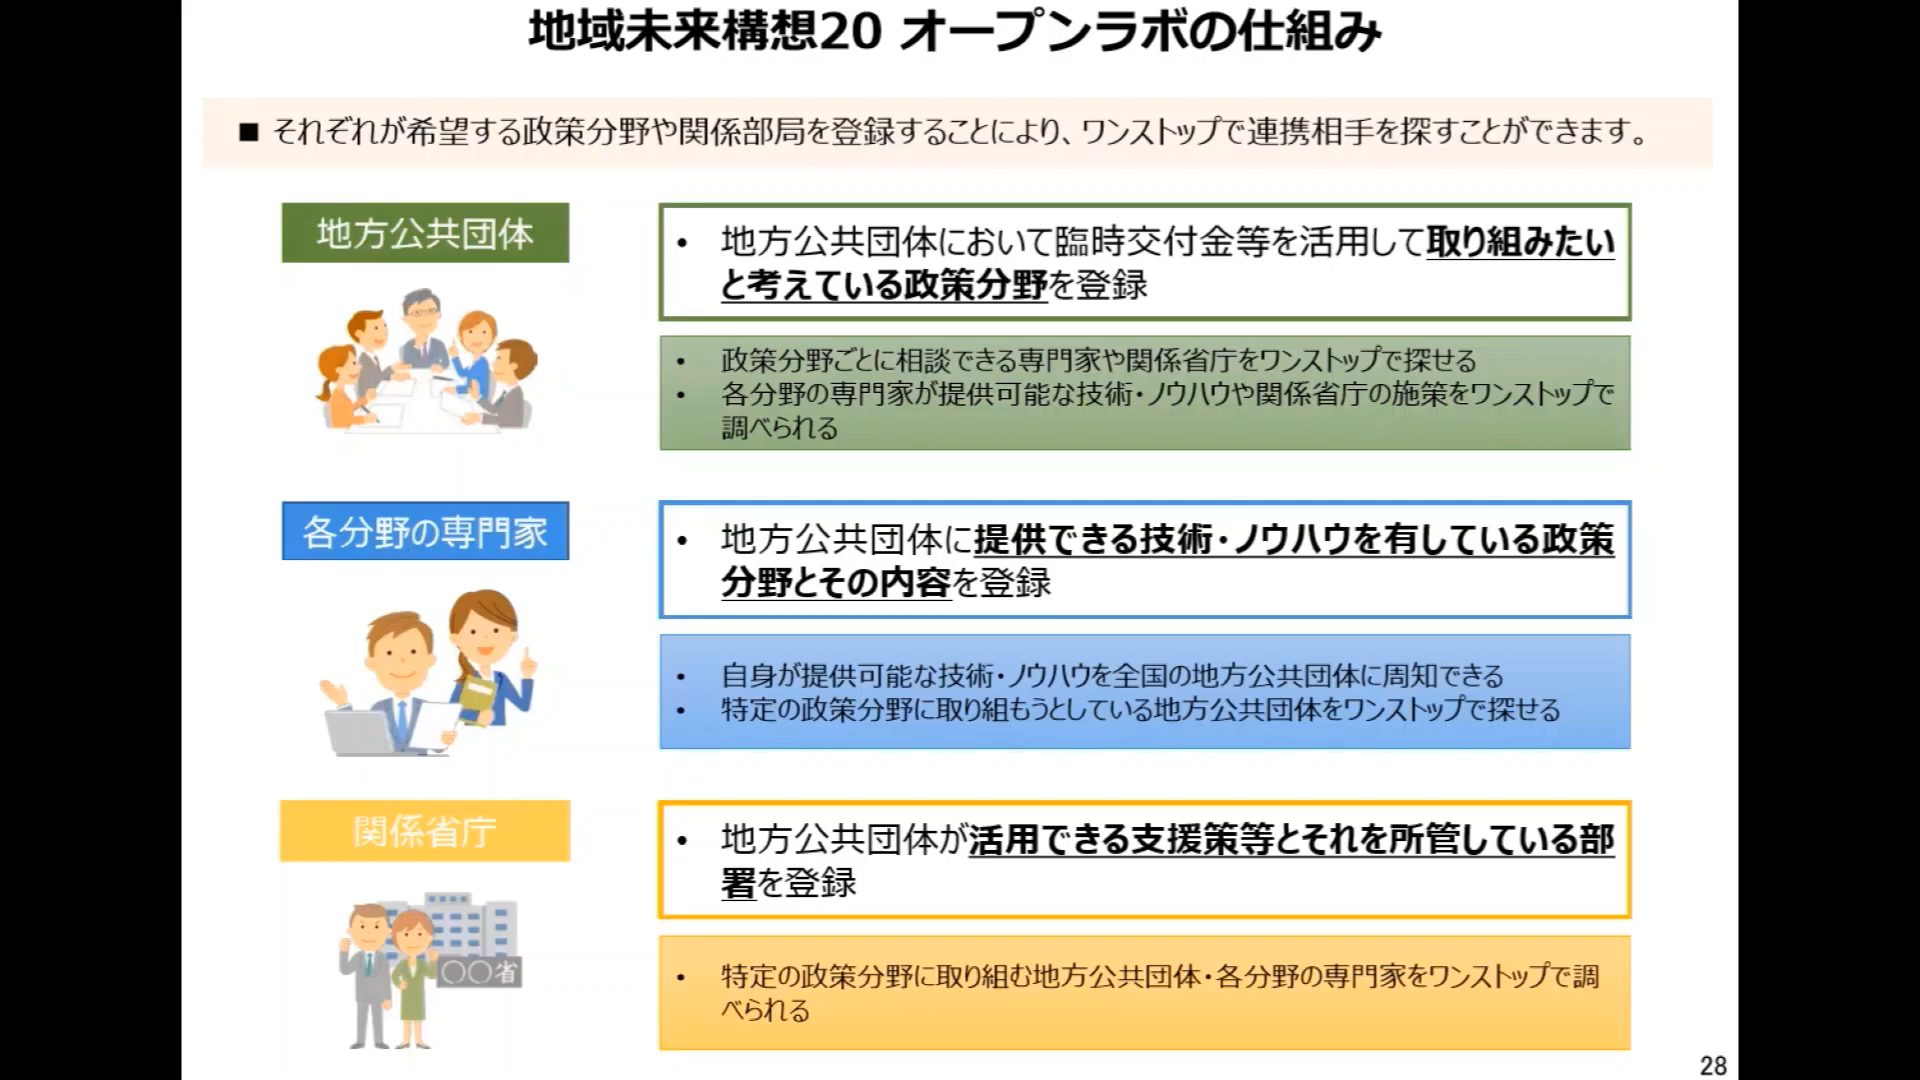 地域未来構想20 オープンラボの仕組み
■ それぞれが希望する政策分野や関係部局を登録することにより、ワンストップで連携相手を探すことができます。
地方公共団体
• 地方公共団体において臨時交付金等を活用して取り組みたい
と考えている政策分野を登録
• 政策分野ごとに相談できる専門家や関係省庁をワンストップで探せる
• 各分野の専門家が提供可能な技術・ノウハウや関係省庁の施策をワンストップで
調べられる
各分野の専門家
• 地方公共団体に提供できる技術・ノウハウを有している政策
分野とその内容を登録
• 自身が提供可能な技術・ノウハウを全国の地方公共団体に周知できる
• 特定の政策分野に取り組もうとしている地方公共団体をワンストップで探せる
関係省庁
• 地方公共団体が活用できる支援策等とそれを所管している部
署を登録
〇〇省
• 特定の政策分野に取り組む地方公共団体・各分野の専門家をワンストップで調
べられる
28